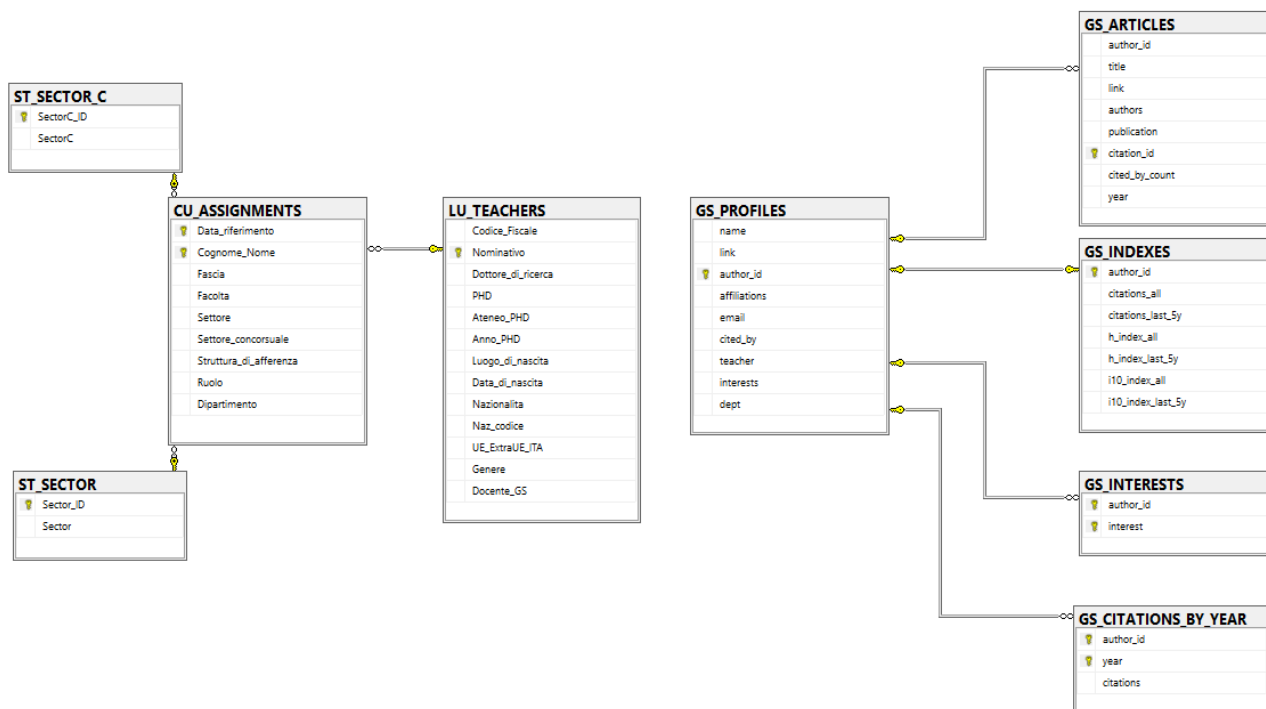 ST_SECTOR_C
SectorC_ID
SectorC
CU_ASSIGNMENTS
Data_riferimento
Cognome_Nome
Fascia
Facolta
Settore
Settore_concorsuale
Struttura_di_afferenza
Ruolo
Dipartimento
ST_SECTOR
Sector_ID
Sector
LU_TEACHERS
Codice_Fiscale
Nominativo
Dottore_di_ricerca
PHD
Ateneo_PHD
Anno_PHD
Luogo_di_nascita
Data_di_nascita
Nazionalita
Naz_codice
UE_ExtraUE_ITA
Genere
Docente_GS
GS_PROFILES
name
link
author_id
affiliations
email
cited_by
teacher
interests
dept
GS_ARTICLES
author_id
title
link
authors
publication
citation_id
cited_by_count
year
GS_INDEXES
author_id
citations_all
citations_last_5y
h_index_all
h_index_last_5y
i10_index_all
i10_index_last_5y
GS_INTERESTS
author_id
interest
GS_CITATIONS_BY_YEAR
author_id
year
citations